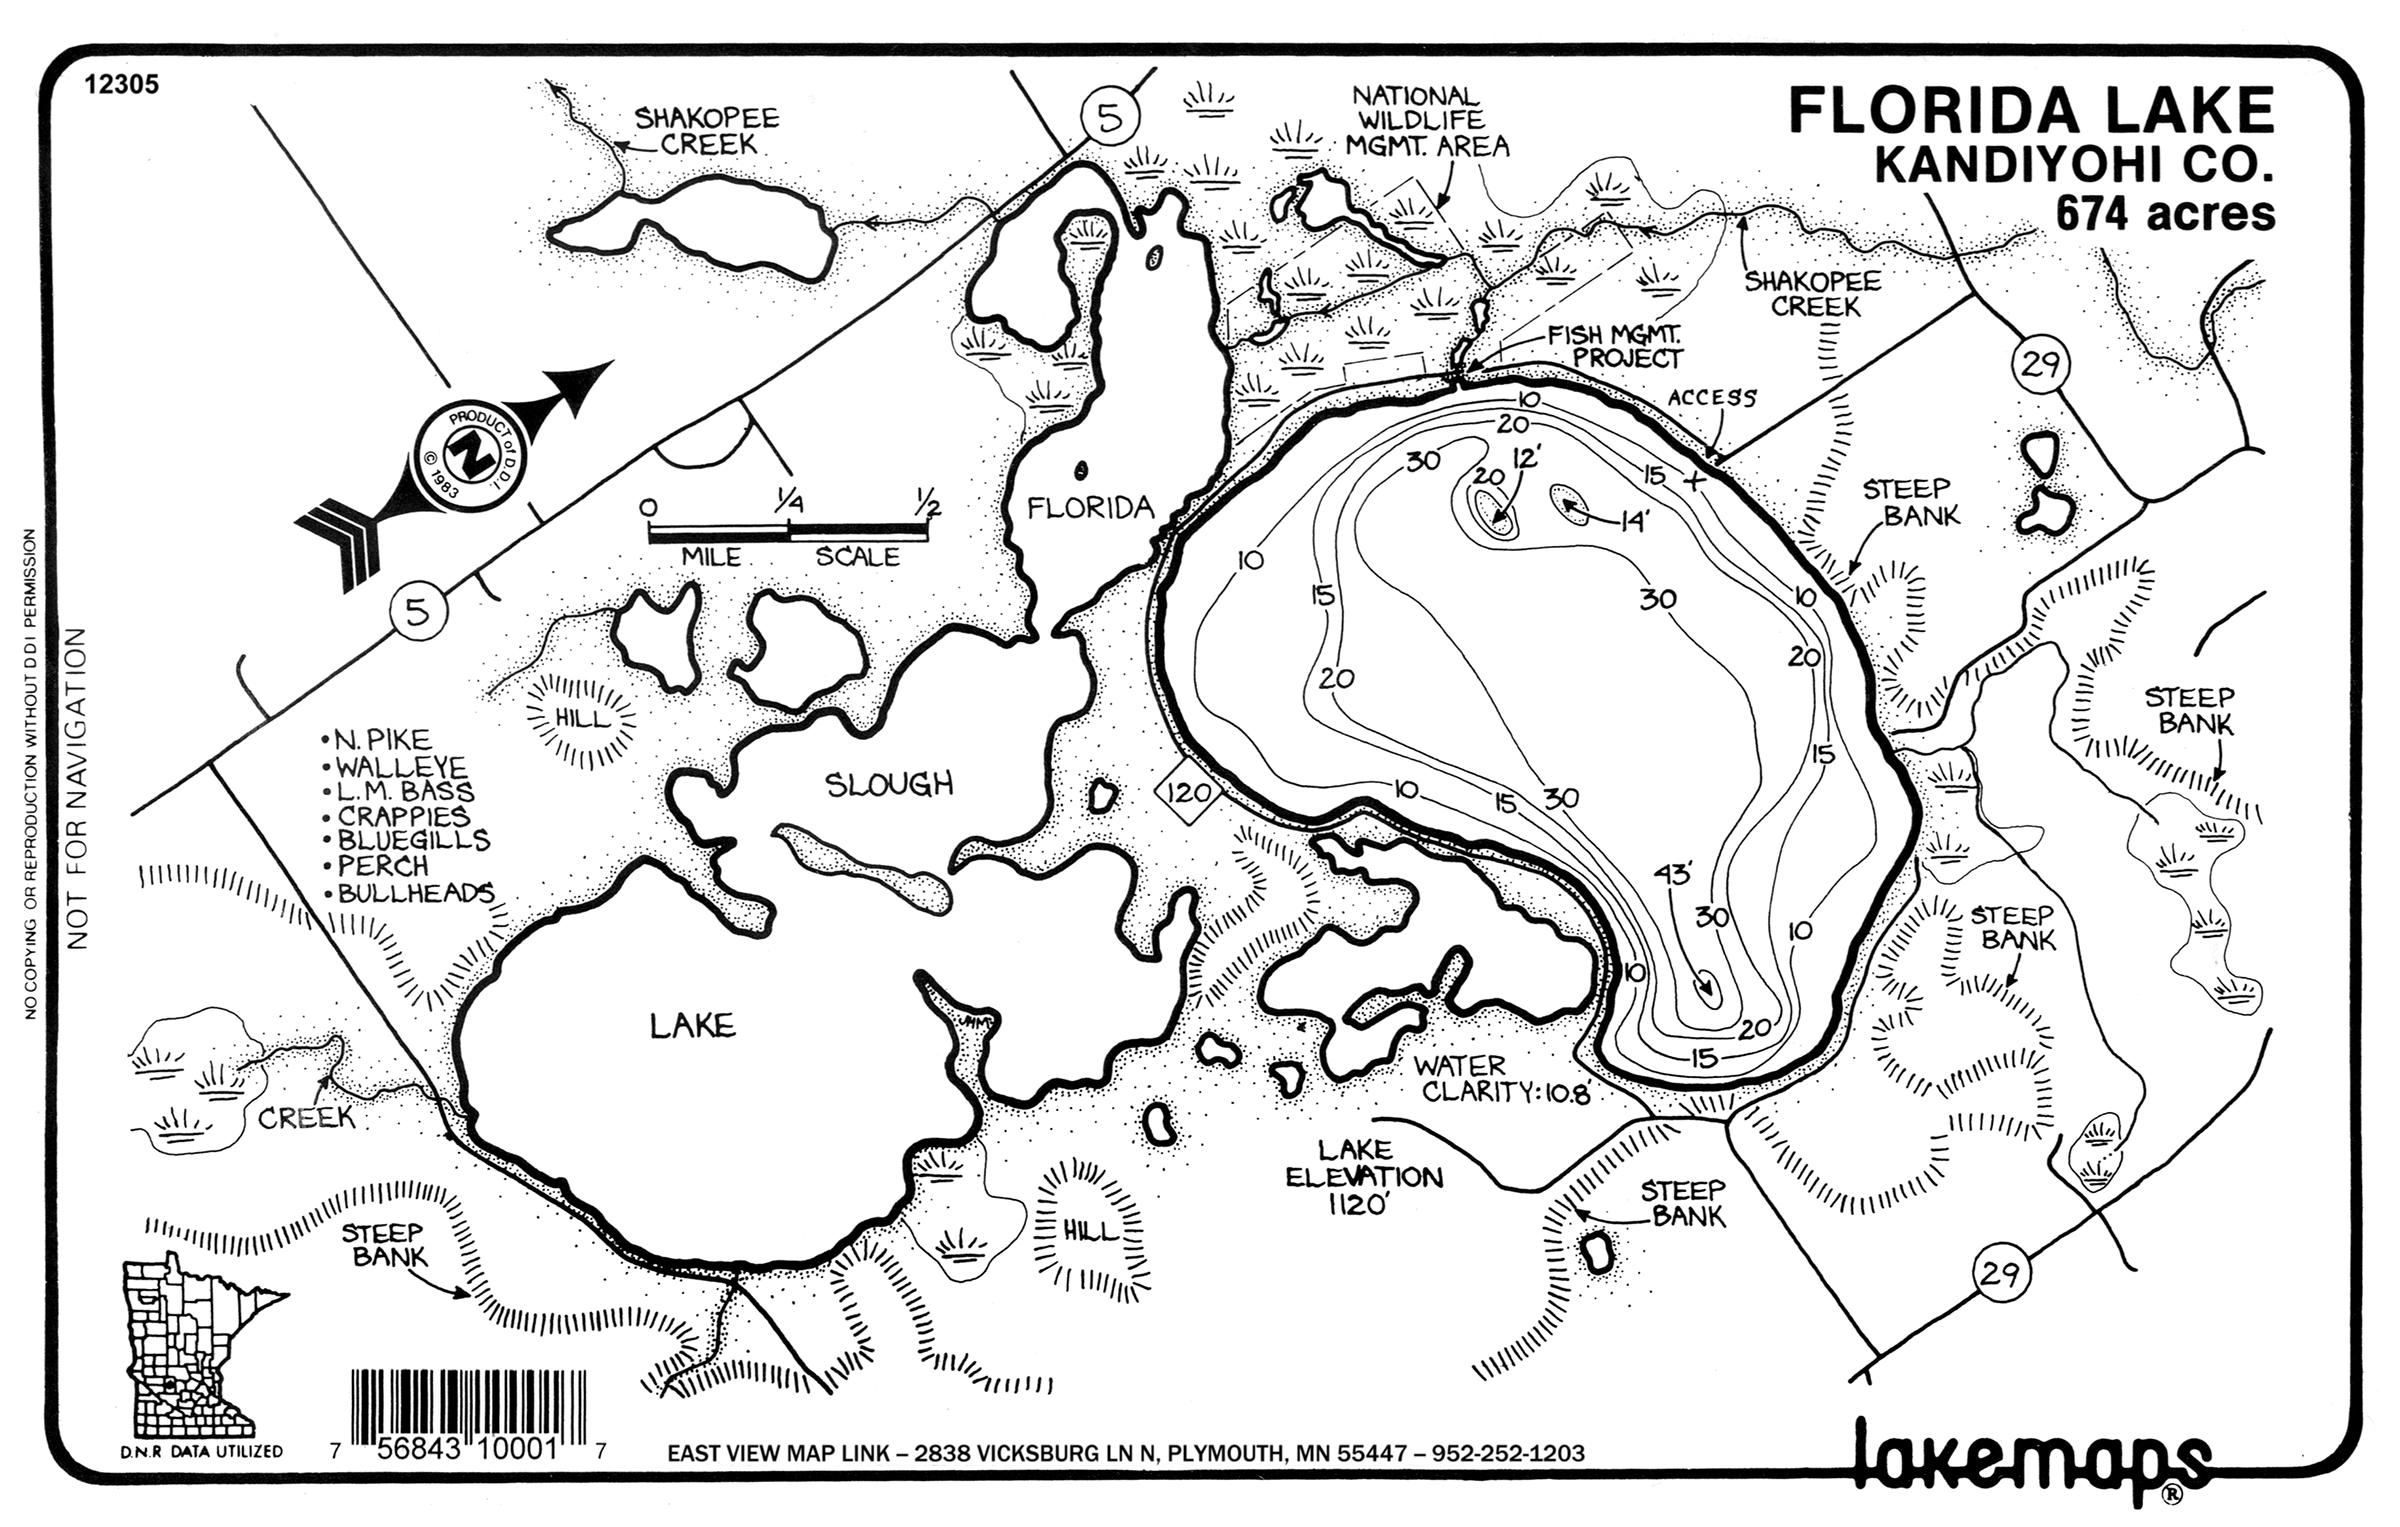 12305
FLORIDA LAKE
KANDIYOHI CO.
674 acres
SHAKOPEE
CREEK
5
NATIONAL
WILDLIFE
MGMT. AREA
SHAKOPEE
CREEK
FISH MGMT.
PROJECT
ACCESS
29
PRODUCT of D.D.I.
N
© 1983
0 1/4 1/2
MILE SCALE
5
FLORIDA
SLOUGH
LAKE
10
20
30
20
12'
15
14'
10
15
30
10
20
20
15
10
15
30
43'
30
10
10
20
15
STEEP
BANK
STEEP
BANK
STEEP
BANK
HILL
120
• N. PIKE
• WALLEYE
• L.M. BASS
• CRAPPIES
• BLUEGILLS
• PERCH
• BULLHEADS
JHM
CREEK
WATER
CLARITY: 10.8'
LAKE
ELEVATION
1120'
HILL
STEEP
BANK
STEEP
BANK
29
NO COPYING OR REPRODUCTION WITHOUT DDI PERMISSION
NOT FOR NAVIGATION
D.N.R DATA UTILIZED
7 56843 10001 7
EAST VIEW MAP LINK – 2838 VICKSBURG LN N, PLYMOUTH, MN 55447 – 952-252-1203
lakemaps®